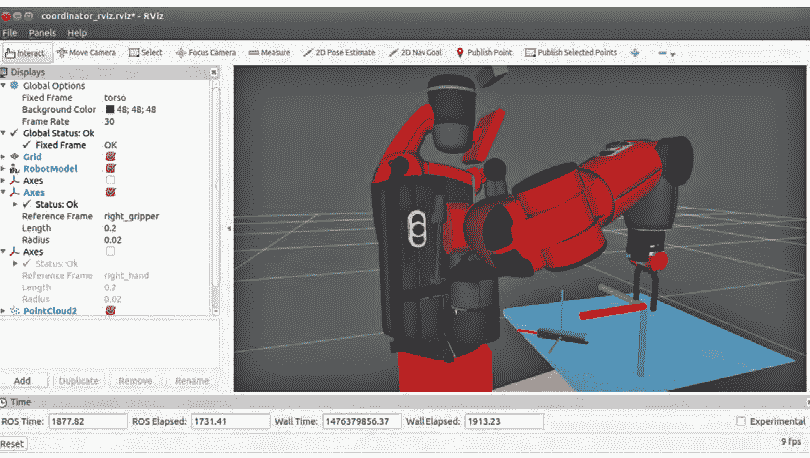 coordinator_rviz.rviz* - RViz
File Panels Help
Interact Move Camera Select Focus Camera Measure 2D Pose Estimate 2D Nav Goal Publish Point Publish Selected Points
Displays
Global Options
Fixed Frame torso
Background Color 48; 48; 48
Frame Rate 30
Global Status: Ok
Fixed Frame OK
Grid
RobotModel
Axes
Axes
Status: Ok
Reference Frame right_gripper
Length 0.2
Radius 0.02
Axes
Status: Ok
Reference Frame right_hand
Length 0.2
Radius 0.02
PointCloud2
Add Duplicate Remove Rename
Time
ROS Time: 1877.82 ROS Elapsed: 1731.41 Wall Time: 1476379856.37 Wall Elapsed: 1913.23 Experimental
Reset 9 fps